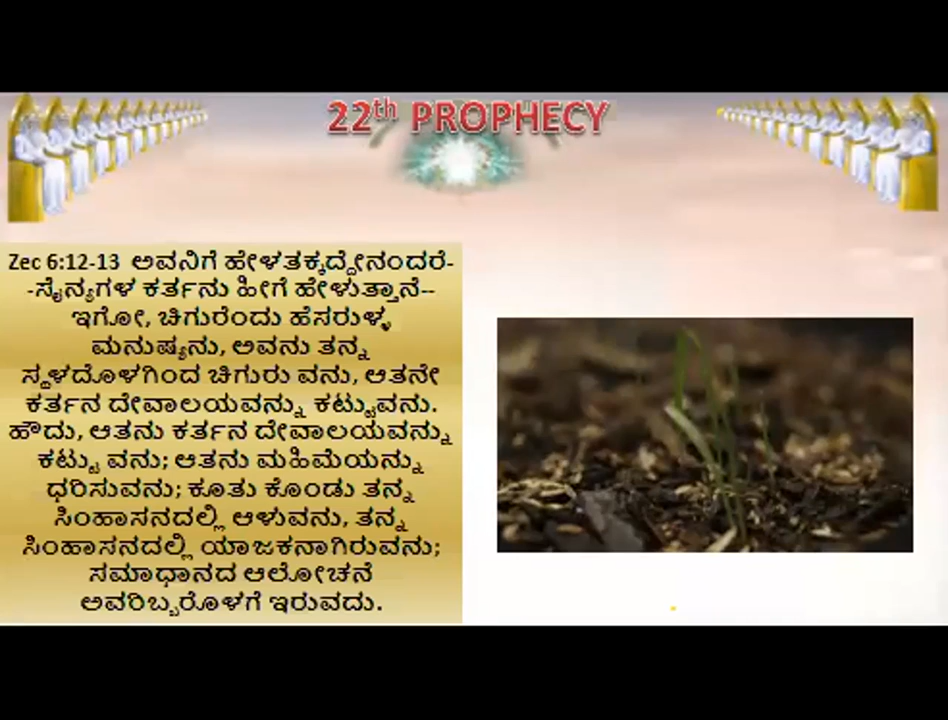 22th PROPHECY
Zec 6:12-13 ಅವನಿಗೆ ಹೇಳತಕ್ಕದ್ದೇನಂದರೆ-
-ಸೈನ್ಯಗಳ ಕರ್ತನು ಹೀಗೆ ಹೇಳುತ್ತಾನೆ--
ಇಗೋ, ಚಿಗುರೆಂದು ಹೆಸರುಳ್ಳ
ಮನುಷ್ಯನು, ಅವನು ತನ್ನ
ಸ್ಥಳದೊಳಗಿಂದ ಚಿಗುರು ವನು, ಆತನೇ
ಕರ್ತನ ದೇವಾಲಯವನ್ನು ಕಟ್ಟುವನು.
ಹೌದು, ಆತನು ಕರ್ತನ ದೇವಾಲಯವನ್ನು
ಕಟ್ಟು ವನು; ಆತನು ಮಹಿಮೆಯನ್ನು
ಧರಿಸುವನು; ಕೂತು ಕೊಂಡು ತನ್ನ
ಸಿಂಹಾಸನದಲ್ಲಿ ಆಳುವನು, ತನ್ನ
ಸಿಂಹಾಸನದಲ್ಲಿ ಯಾಜಕನಾಗಿರುವನು;
ಸಮಾಧಾನದ ಆಲೋಚನೆ
ಅವರಿಬ್ಬರೊಳಗೆ ಇರುವದು.